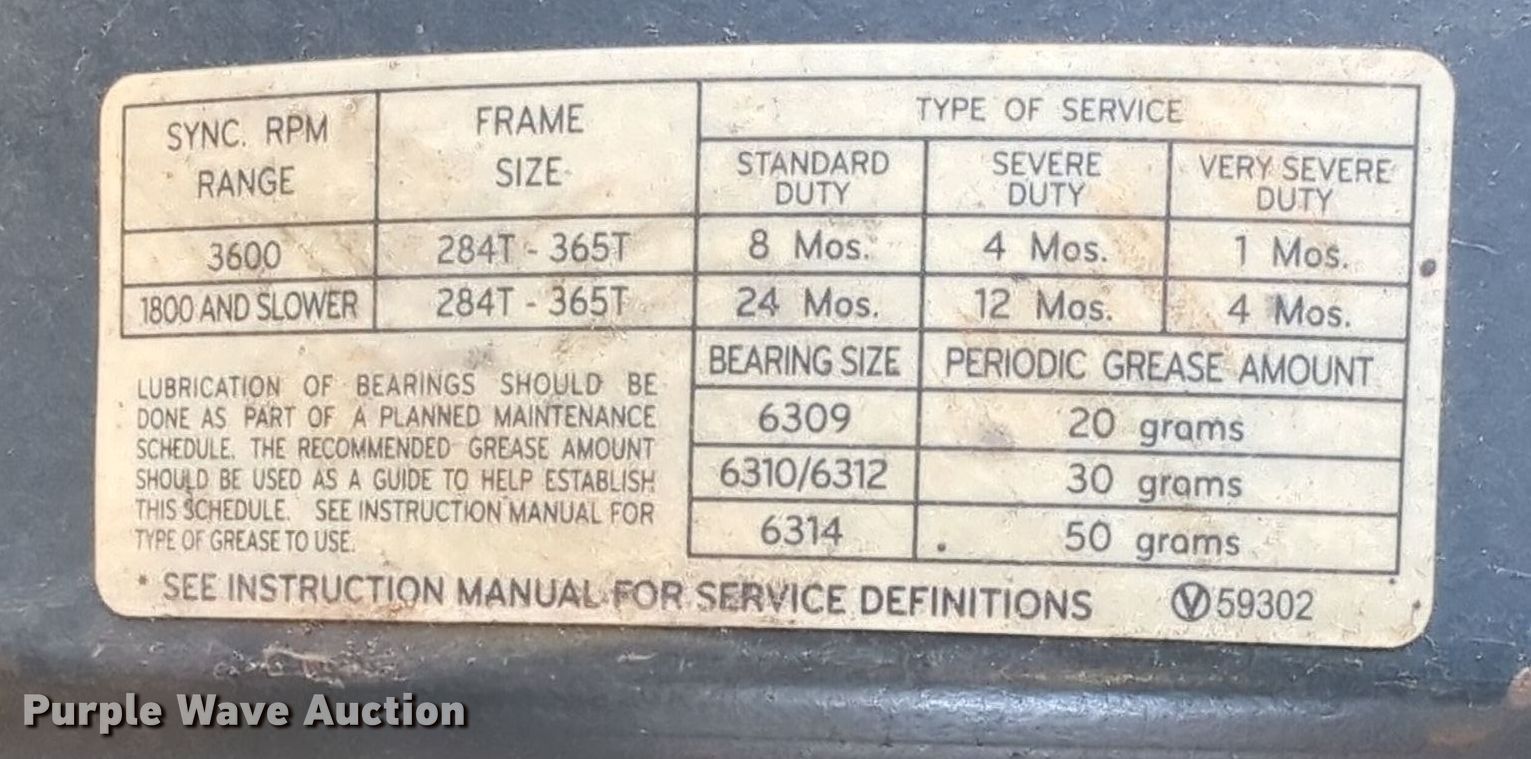 SYNC. RPM RANGE
FRAME SIZE
TYPE OF SERVICE
STANDARD DUTY
SEVERE DUTY
VERY SEVERE DUTY
3600 284T - 365T 8 Mos. 4 Mos. 1 Mos.
1800 AND SLOWER 284T - 365T 24 Mos. 12 Mos. 4 Mos.
BEARING SIZE PERIODIC GREASE AMOUNT
6309 20 grams
6310/6312 30 grams
6314 50 grams
LUBRICATION OF BEARINGS SHOULD BE
DONE AS PART OF A PLANNED MAINTENANCE
SCHEDULE. THE RECOMMENDED GREASE AMOUNT
SHOULD BE USED AS A GUIDE TO HELP ESTABLISH
THIS SCHEDULE. SEE INSTRUCTION MANUAL FOR
TYPE OF GREASE TO USE.
* SEE INSTRUCTION MANUAL FOR SERVICE DEFINITIONS Ⓥ59302
Purple Wave Auction